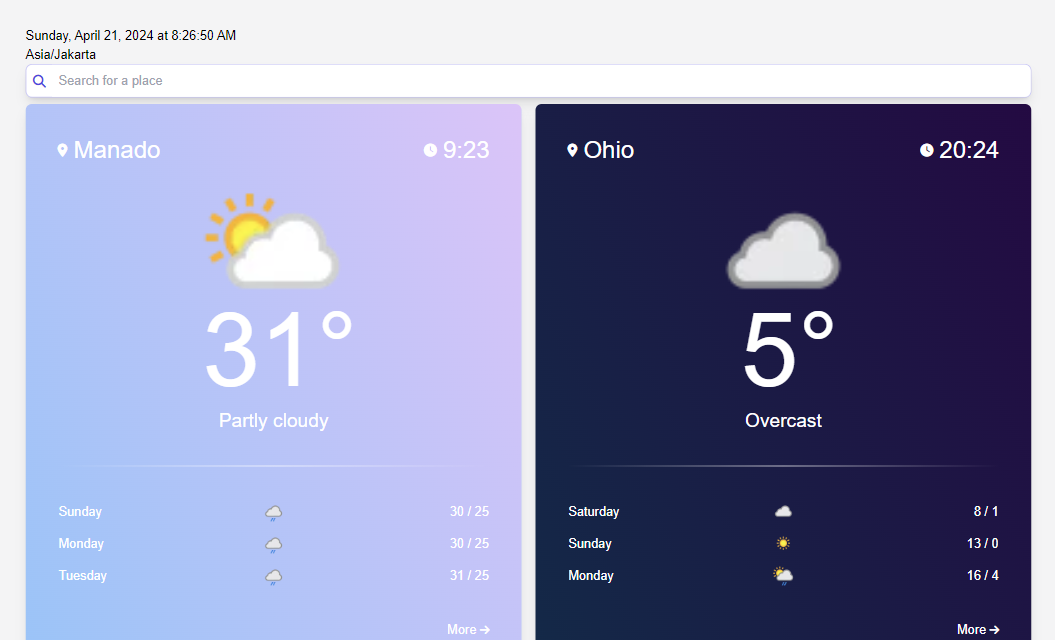 Sunday, April 21, 2024 at 8:26:50 AM
Asia/Jakarta
Search for a place
Manado 9:23
31°
Partly cloudy
Sunday 30 / 25
Monday 30 / 25
Tuesday 31 / 25
More →
Ohio 20:24
5°
Overcast
Saturday 8 / 1
Sunday 13 / 0
Monday 16 / 4
More →